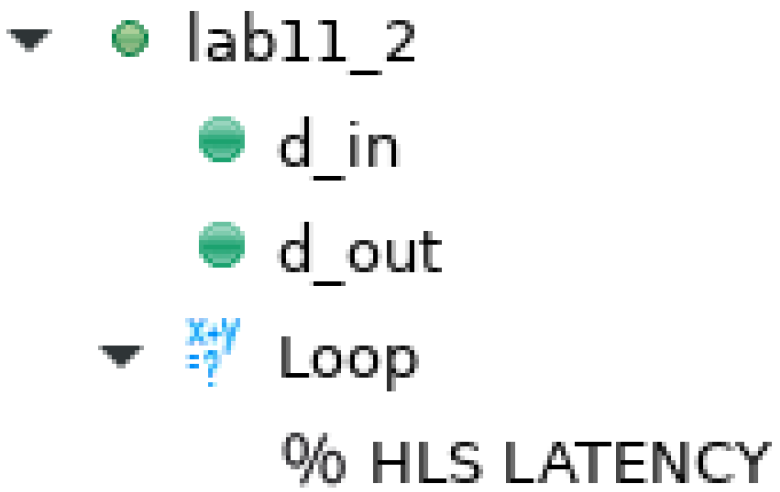 lab11_2
d_in
d_out
x+y
=?
Loop
% HLS LATENCY